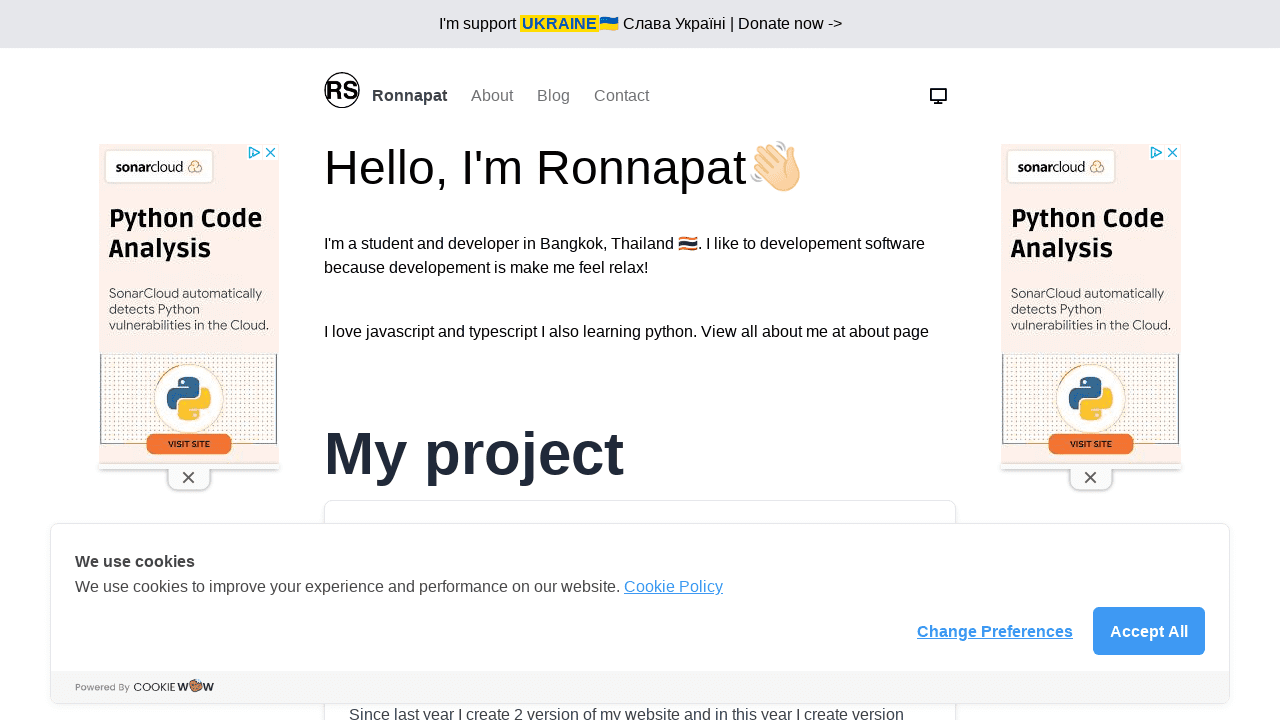 I'm support UKRAINE🇺🇦 Слава Україні | Donate now ->
RS Ronnapat About Blog Contact
Hello, I'm Ronnapat👋🏻
I'm a student and developer in Bangkok, Thailand 🇹🇭. I like to developement software
because developement is make me feel relax!
I love javascript and typescript I also learning python. View all about me at about page
sonarcloud
Python Code
Analysis
SonarCloud automatically
detects Python
vulnerabilities in the Cloud.
VISIT SITE
sonarcloud
Python Code
Analysis
SonarCloud automatically
detects Python
vulnerabilities in the Cloud.
VISIT SITE
My project
We use cookies
We use cookies to improve your experience and performance on our website. Cookie Policy
Change Preferences Accept All
Powered By COOKIE WOW
Since last year I create 2 version of my website and in this year I create version